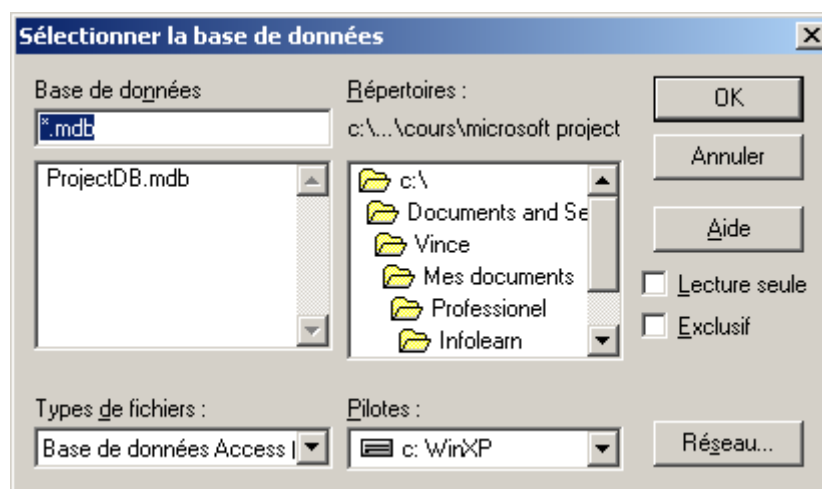 Sélectionner la base de données
Base de données
*.mdb
ProjectDB.mdb
Répertoires :
c:\...\cours\microsoft project
c:\
Documents and Se
Vince
Mes documents
Professionel
Infolearn
OK
Annuler
Aide
Lecture seule
Exclusif
Types de fichiers :
Base de données Access (
Pilotes :
c: WinXP
Réseau...